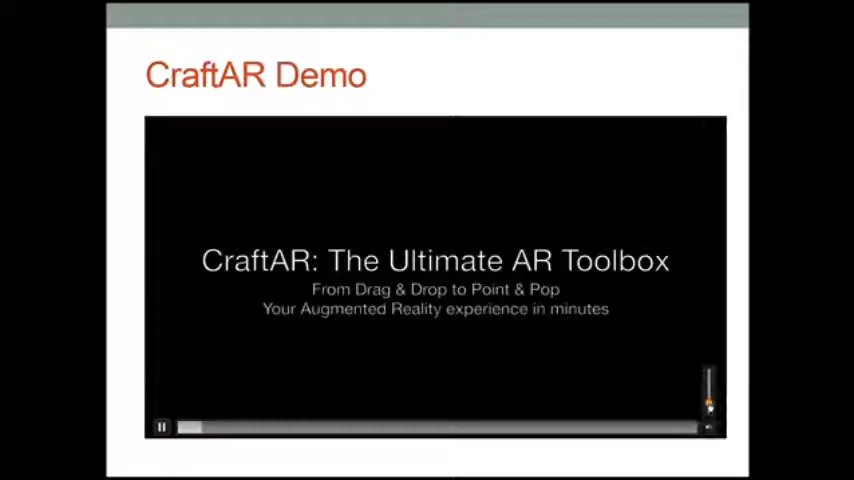 CraftAR Demo
CraftAR: The Ultimate AR Toolbox
From Drag & Drop to Point & Pop
Your Augmented Reality experience in minutes